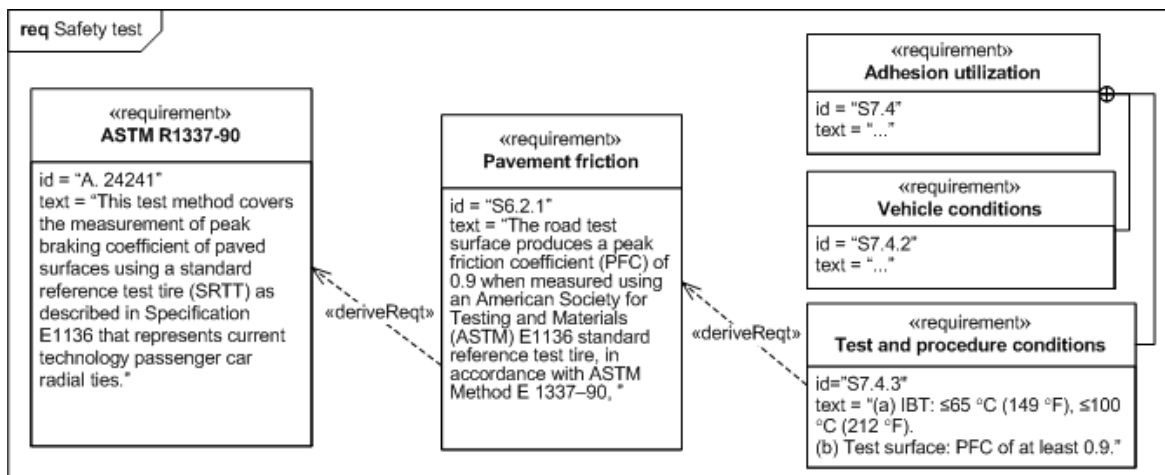 req Safety test
«requirement»
ASTM R1337-90
id = “A. 24241”
text = “This test method covers
the measurement of peak
braking coefficient of paved
surfaces using a standard
reference test tire (SRTT) as
described in Specification
E1136 that represents current
technology passenger car
radial ties.”
«deriveReqt»
«requirement»
Pavement friction
id = “S6.2.1”
text = “The road test
surface produces a peak
friction coefficient (PFC) of
0.9 when measured using
an American Society for
Testing and Materials
(ASTM) E1136 standard
reference test tire, in
accordance with ASTM
Method E 1337–90, ”
«deriveReqt»
«requirement»
Adhesion utilization
id = “S7.4”
text = “...”
«requirement»
Vehicle conditions
id = “S7.4.2”
text = “...”
«requirement»
Test and procedure conditions
id=”S7.4.3”
text = “(a) IBT: ≤65 °C (149 °F), ≤100
°C (212 °F).
(b) Test surface: PFC of at least 0.9.”